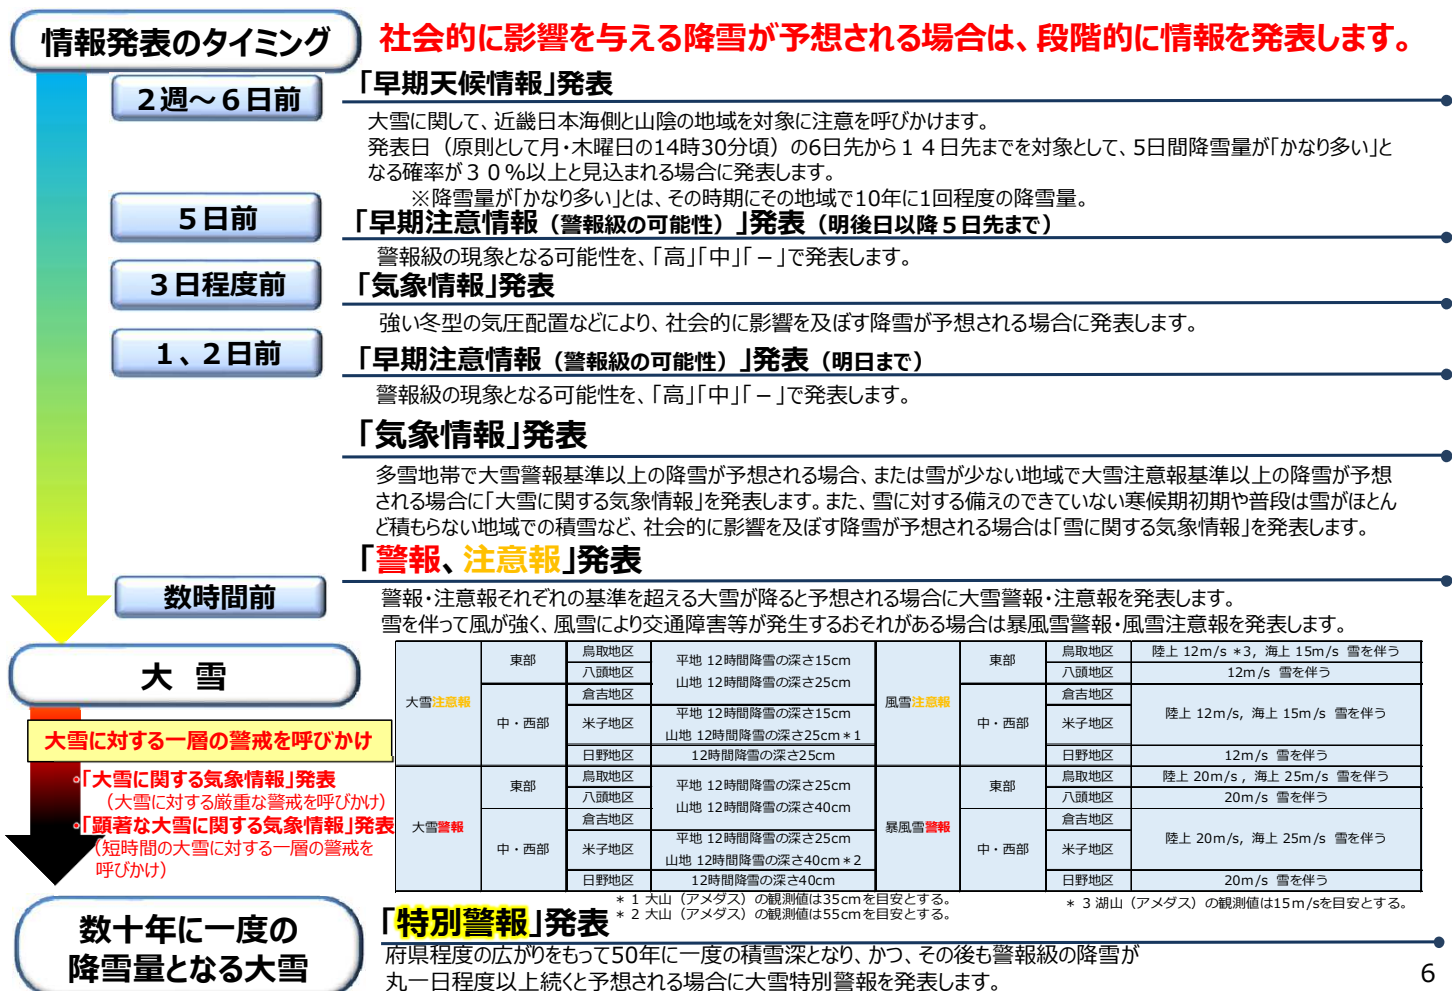 情報発表のタイミング
社会的に影響を与える降雪が予想される場合は、段階的に情報を発表します。
2週～6日前
「早期天候情報」発表
大雪に関して、近畿日本海側と山陰の地域を対象に注意を呼びかけます。
発表日（原則として月・木曜日の14時30分頃）の6日先から１４日先までを対象として、5日間降雪量が「かなり多い」と
なる確率が３０％以上と見込まれる場合に発表します。
※降雪量が「かなり多い」とは、その時期にその地域で10年に1回程度の降雪量。
５日前
「早期注意情報（警報級の可能性）」発表（明後日以降５日先まで）
警報級の現象となる可能性を、「高」「中」「－」で発表します。
３日程度前
「気象情報」発表
強い冬型の気圧配置などにより、社会的に影響を及ぼす降雪が予想される場合に発表します。
１、２日前
「早期注意情報（警報級の可能性）」発表（明日まで）
警報級の現象となる可能性を、「高」「中」「－」で発表します。
「気象情報」発表
多雪地帯で大雪警報基準以上の降雪が予想される場合、または雪が少ない地域で大雪注意報基準以上の降雪が予想
される場合に「大雪に関する気象情報」を発表します。また、雪に対する備えのできていない寒候期初期や普段は雪がほとん
ど積もらない地域での積雪など、社会的に影響を及ぼす降雪が予想される場合は「雪に関する気象情報」を発表します。
「警報、注意報」発表
数時間前
警報・注意報それぞれの基準を超える大雪が降ると予想される場合に大雪警報・注意報を発表します。
雪を伴って風が強く、風雪により交通障害等が発生するおそれがある場合は暴風雪警報・風雪注意報を発表します。
大雪注意報
東部
鳥取地区
八頭地区
平地 12時間降雪の深さ15cm
山地 12時間降雪の深さ25cm
中・西部
倉吉地区
米子地区
平地 12時間降雪の深さ15cm
山地 12時間降雪の深さ25cm＊1
日野地区
12時間降雪の深さ25cm
風雪注意報
東部
鳥取地区
陸上 12m/s ＊3，海上 15m/s 雪を伴う
八頭地区
12m/s 雪を伴う
中・西部
倉吉地区
米子地区
陸上 12m/s，海上 15m/s 雪を伴う
日野地区
12m/s 雪を伴う
大雪警報
東部
鳥取地区
八頭地区
平地 12時間降雪の深さ25cm
山地 12時間降雪の深さ40cm
中・西部
倉吉地区
米子地区
平地 12時間降雪の深さ25cm
山地 12時間降雪の深さ40cm＊2
日野地区
12時間降雪の深さ40cm
暴風雪警報
東部
鳥取地区
陸上 20m/s，海上 25m/s 雪を伴う
八頭地区
20m/s 雪を伴う
中・西部
倉吉地区
米子地区
陸上 20m/s，海上 25m/s 雪を伴う
日野地区
20m/s 雪を伴う
＊ 1 大山（アメダス）の観測値は35cmを目安とする。
＊ 2 大山（アメダス）の観測値は55cmを目安とする。
＊ 3 湖山（アメダス）の観測値は15m/sを目安とする。
大 雪
大雪に対する一層の警戒を呼びかけ
・「大雪に関する気象情報」発表
（大雪に対する厳重な警戒を呼びかけ）
・「顕著な大雪に関する気象情報」発表
（短時間の大雪に対する一層の警戒を
呼びかけ）
数十年に一度の
降雪量となる大雪
「特別警報」発表
府県程度の広がりをもって50年に一度の積雪深となり、かつ、その後も警報級の降雪が
丸一日程度以上続くと予想される場合に大雪特別警報を発表します。
6